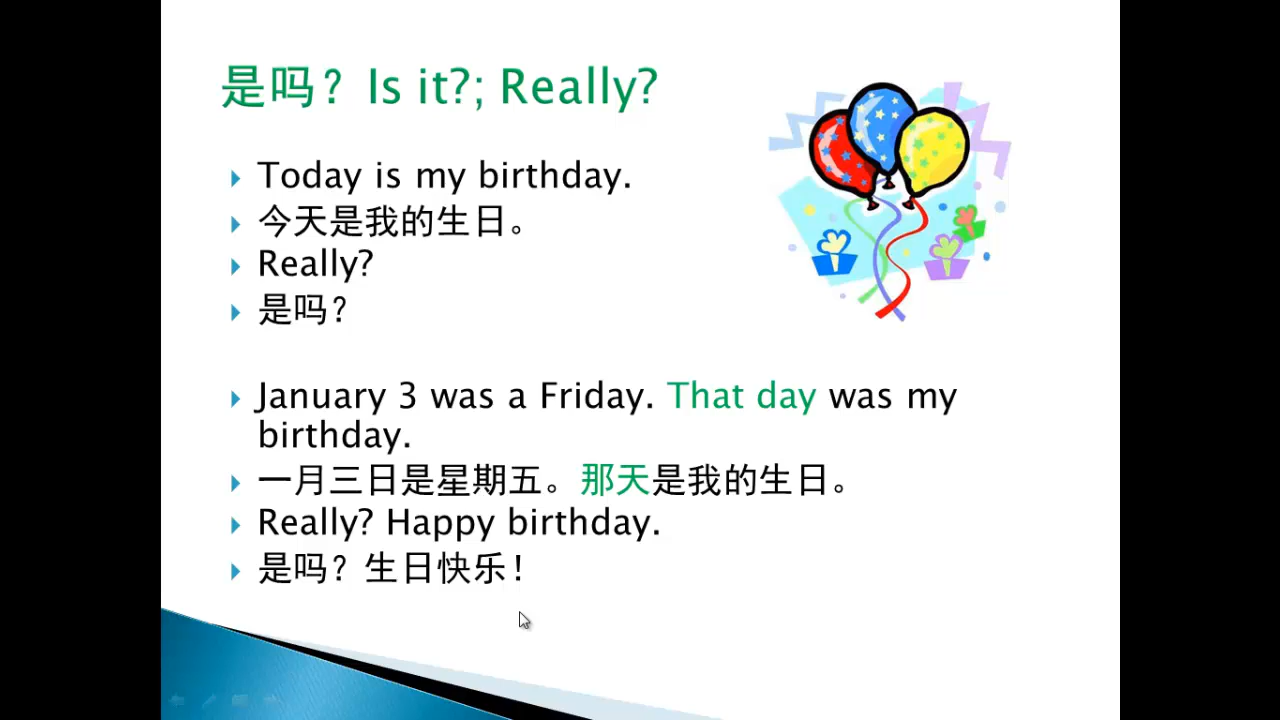 是吗？Is it?; Really?
Today is my birthday.
今天是我的生日。
Really?
是吗？
January 3 was a Friday. That day was my
birthday.
一月三日是星期五。那天是我的生日。
Really? Happy birthday.
是吗？生日快乐！